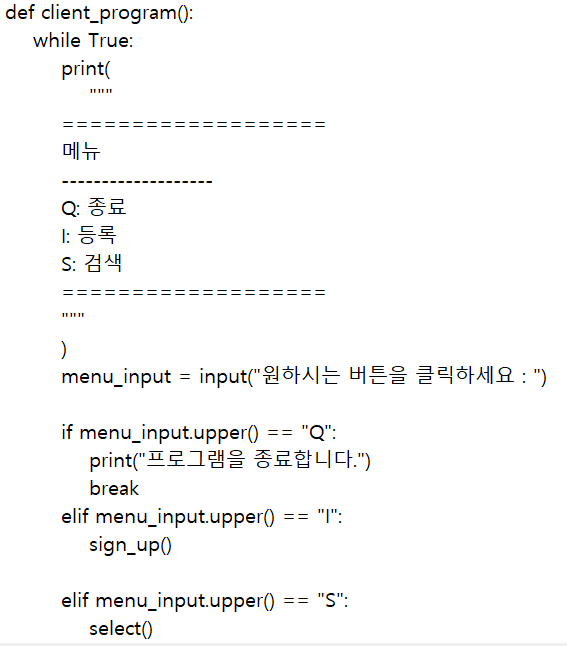 def client_program():
    while True:
        print(
            """
        ===================
        메뉴
        -------------------
        Q: 종료
        I: 등록
        S: 검색
        ===================
        """
        )
        menu_input = input("원하시는 버튼을 클릭하세요 : ")

        if menu_input.upper() == "Q":
            print("프로그램을 종료합니다.")
            break
        elif menu_input.upper() == "I":
            sign_up()

        elif menu_input.upper() == "S":
            select()